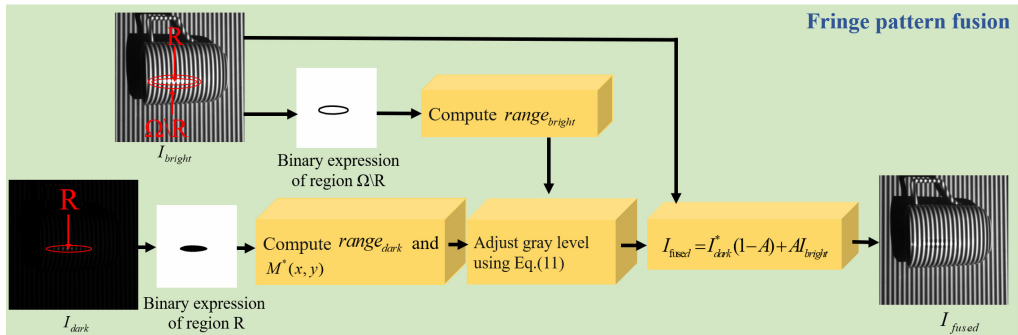 Fringe pattern fusion
R
Ω\R
I_bright
Binary expression
of region Ω\R
Compute range_bright
R
I_dark
Binary expression
of region R
Compute range_dark and
M*(x, y)
Adjust gray level
using Eq.(11)
I_fused = I*_dark (1−A) + AI_bright
I_fused